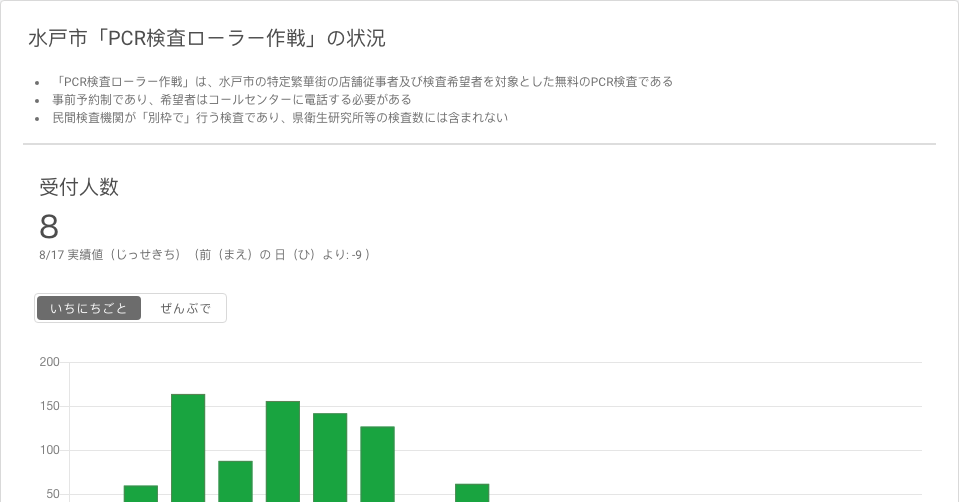 水戸市「PCR検査ローラー作戦」の状況
「PCR検査ローラー作戦」は、水戸市の特定繁華街の店舗従事者及び検査希望者を対象とした無料のPCR検査である
事前予約制であり、希望者はコールセンターに電話する必要がある
民間検査機関が「別枠で」行う検査であり、県衛生研究所等の検査数には含まれない
受付人数
8
8/17 実績値（じっせきち）（前（まえ）の 日（ひ）より: -9 ）
いちにちごと ぜんぶで
200
150
100
50